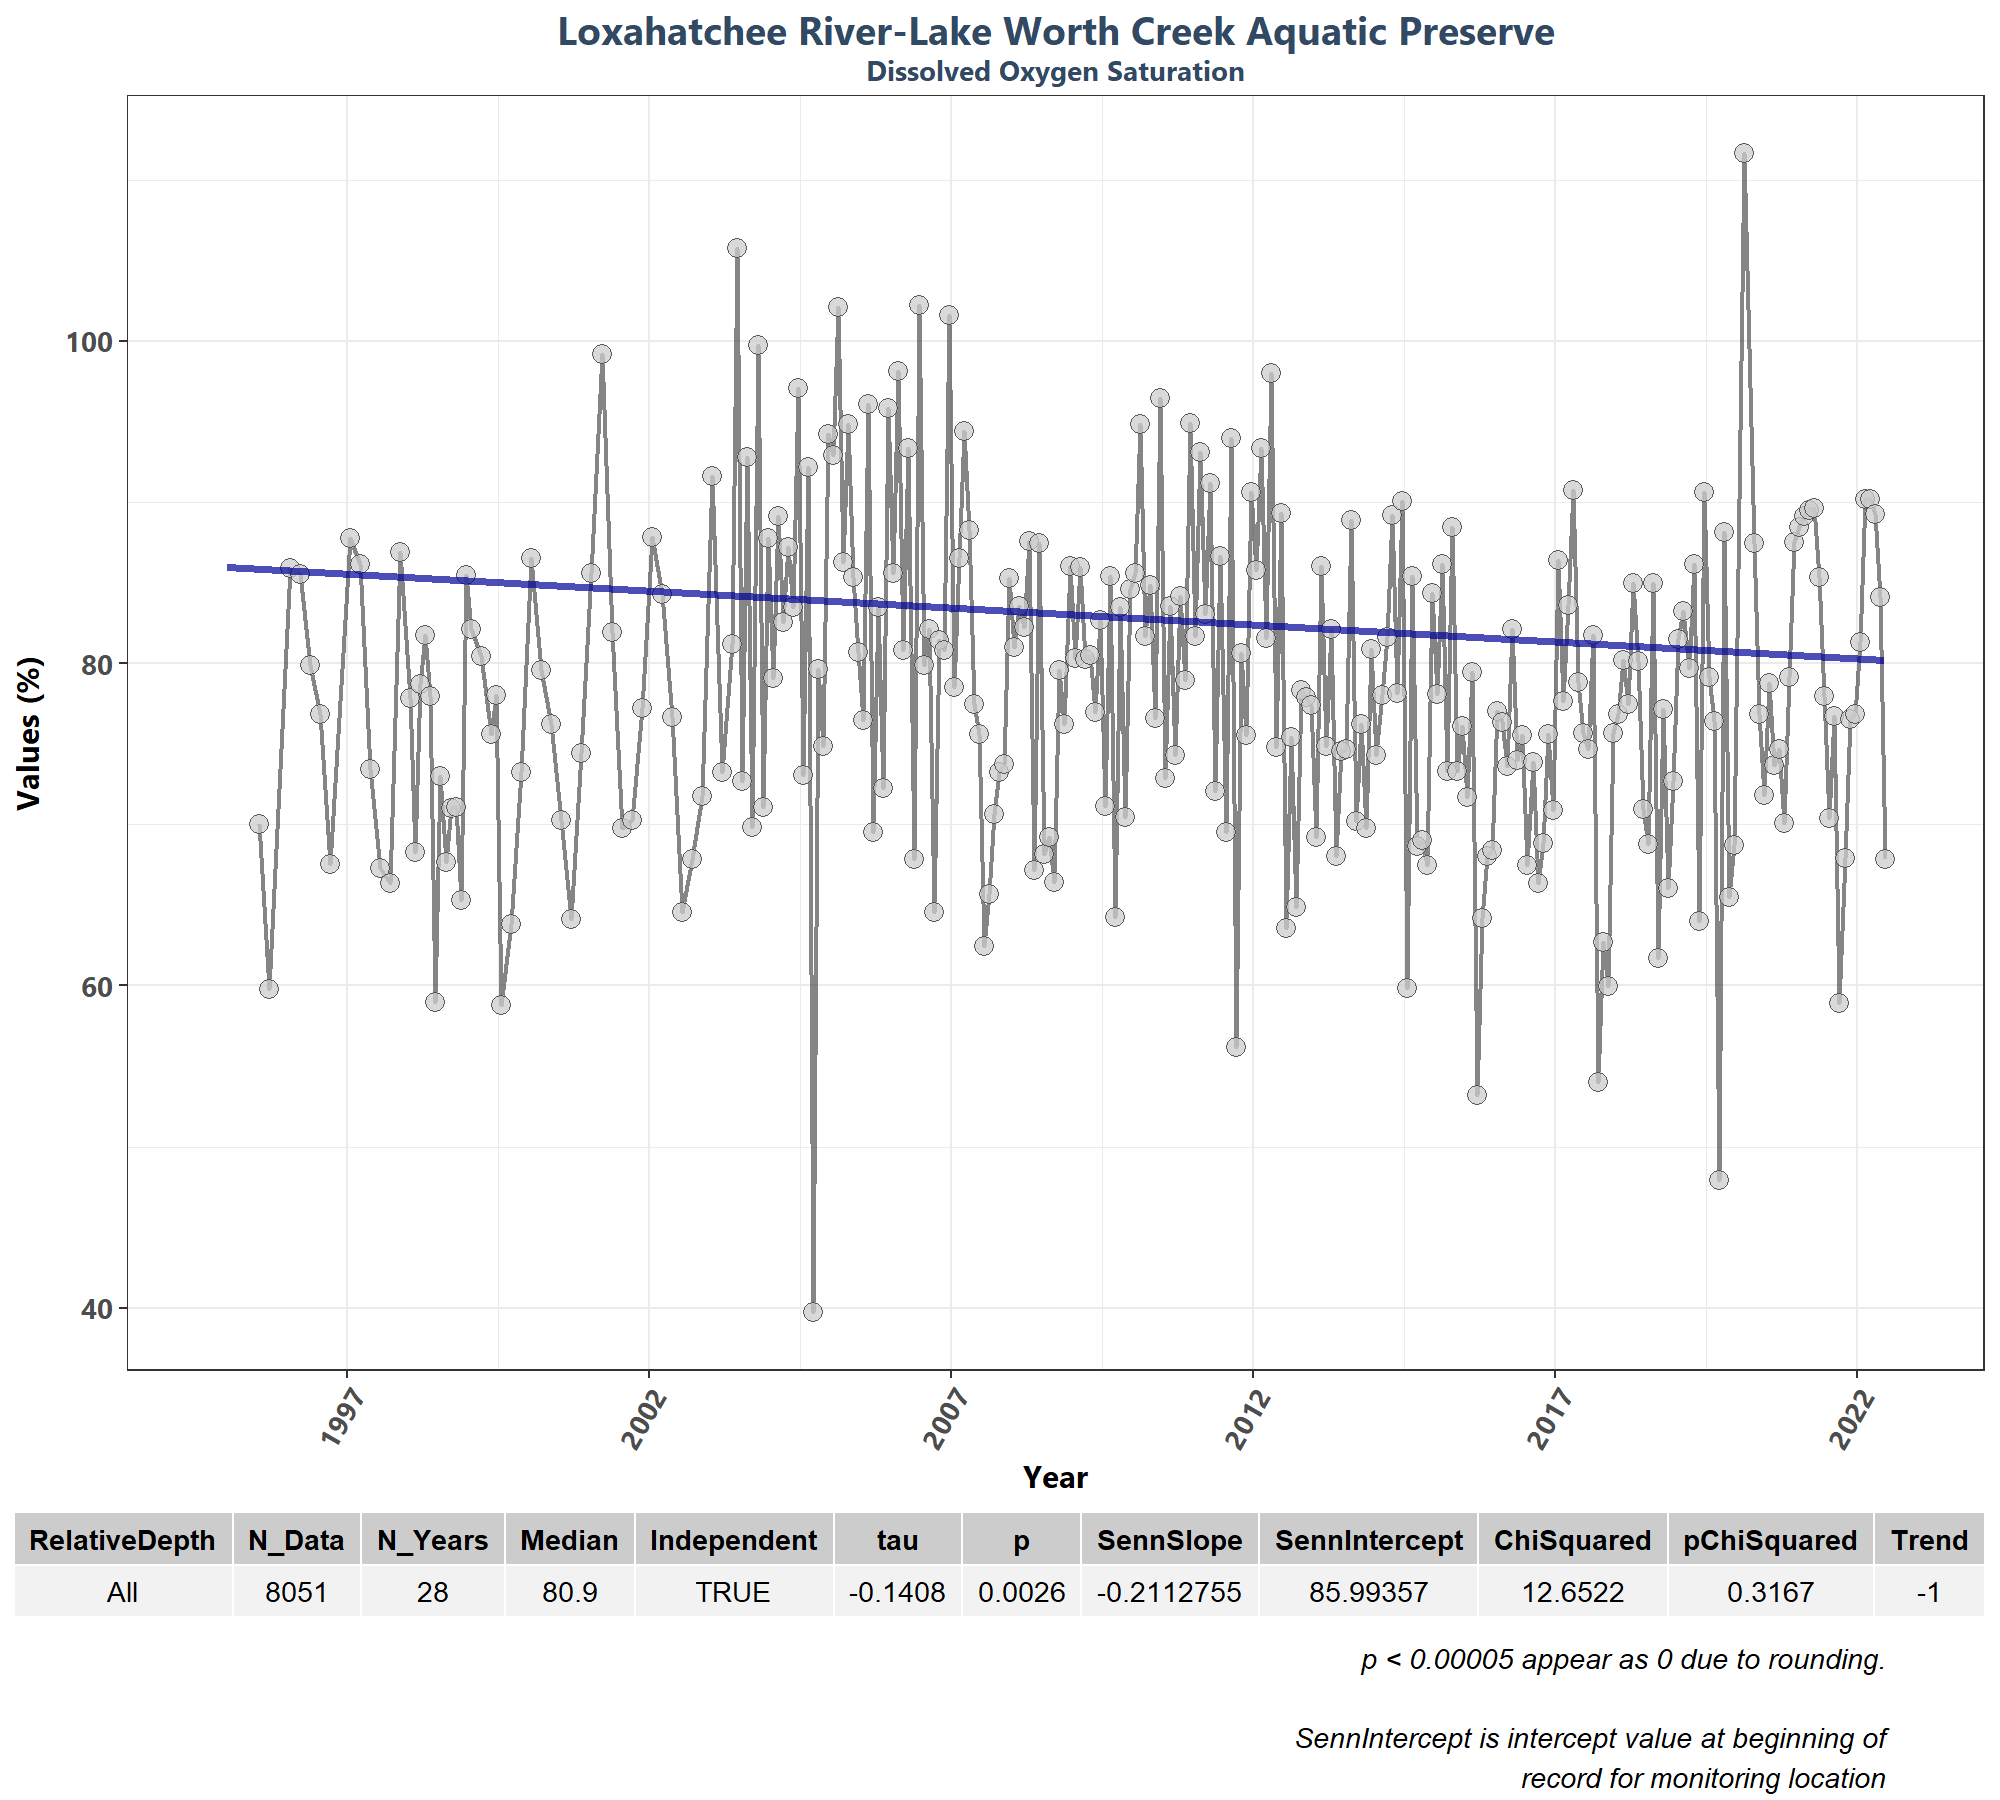 Loxahatchee River-Lake Worth Creek Aquatic Preserve
Dissolved Oxygen Saturation
Values (%)
100
80
60
40
1997 2002 2007 2012 2017 2022
Year
RelativeDepth N_Data N_Years Median Independent tau p SennSlope SennIntercept ChiSquared pChiSquared Trend
All 8051 28 80.9 TRUE -0.1408 0.0026 -0.2112755 85.99357 12.6522 0.3167 -1
p < 0.00005 appear as 0 due to rounding.
SennIntercept is intercept value at beginning of
record for monitoring location